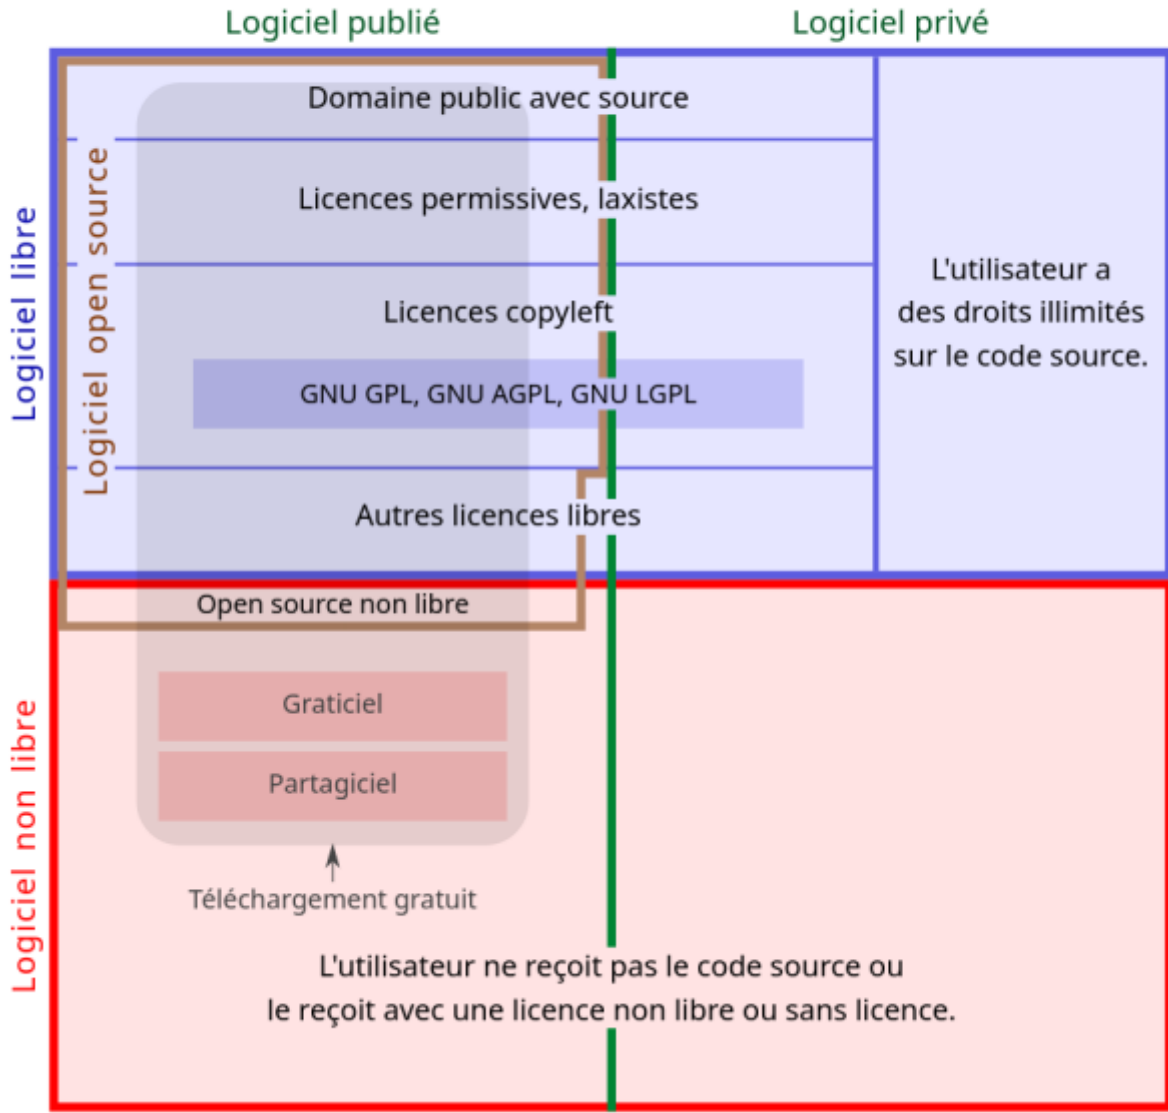 Logiciel publié
Logiciel privé
Logiciel libre
Logiciel open source
Domaine public avec source
Licences permissives, laxistes
Licences copyleft
GNU GPL, GNU AGPL, GNU LGPL
Autres licences libres
L'utilisateur a
des droits illimités
sur le code source.
Logiciel non libre
Open source non libre
Graticiel
Partagiciel
Téléchargement gratuit
L'utilisateur ne reçoit pas le code source ou
le reçoit avec une licence non libre ou sans licence.